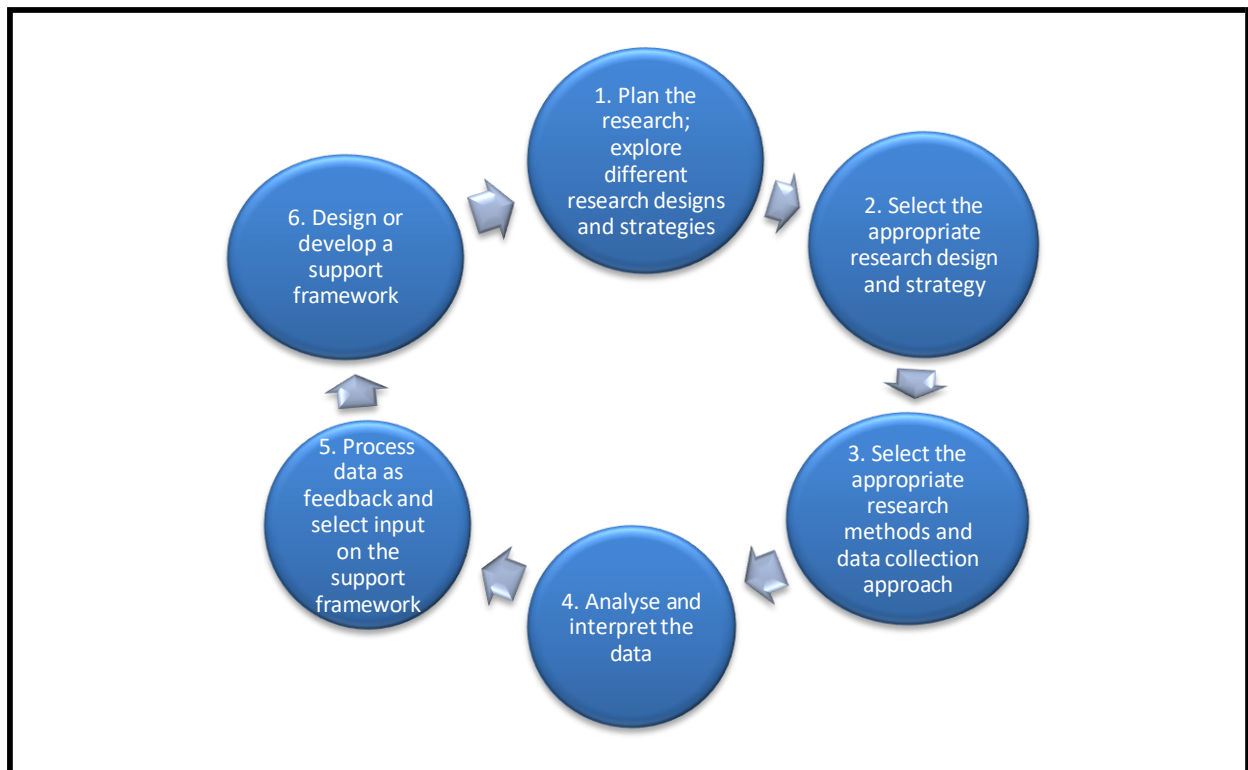 1. Plan the
research;
explore
different
research designs
and strategies
2. Select the
appropriate
research design
and strategy
3. Select the
appropriate
research
methods and
data collection
approach
4. Analyse and
interpret the
data
5. Process
data as
feedback and
select input
on the
support
framework
6. Design or
develop a
support
framework